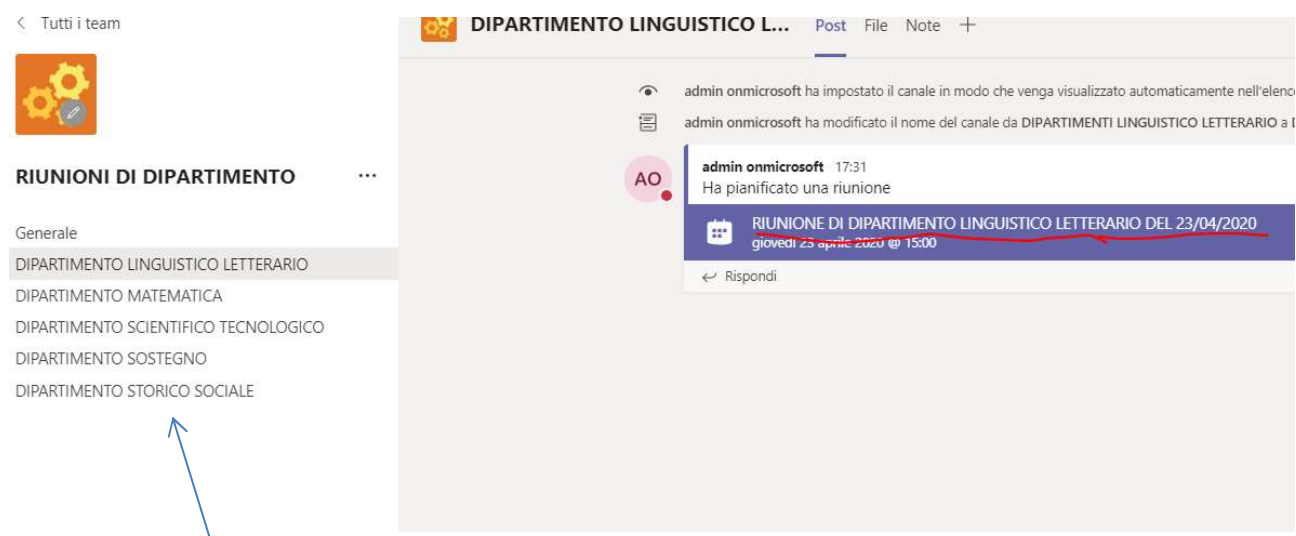 < Tutti i team
RIUNIONI DI DIPARTIMENTO ...
Generale
DIPARTIMENTO LINGUISTICO LETTERARIO
DIPARTIMENTO MATEMATICA
DIPARTIMENTO SCIENTIFICO TECNOLOGICO
DIPARTIMENTO SOSTEGNO
DIPARTIMENTO STORICO SOCIALE
DIPARTIMENTO LINGUISTICO L... Post File Note +
admin onmicrosoft ha impostato il canale in modo che venga visualizzato automaticamente nell'elenc
admin onmicrosoft ha modificato il nome del canale da DIPARTIMENTI LINGUISTICO LETTERARIO a
AO
admin onmicrosoft 17:31
Ha pianificato una riunione
RIUNIONE DI DIPARTIMENTO LINGUISTICO LETTERARIO DEL 23/04/2020
giovedì 23 aprile 2020 @ 15:00
Rispondi